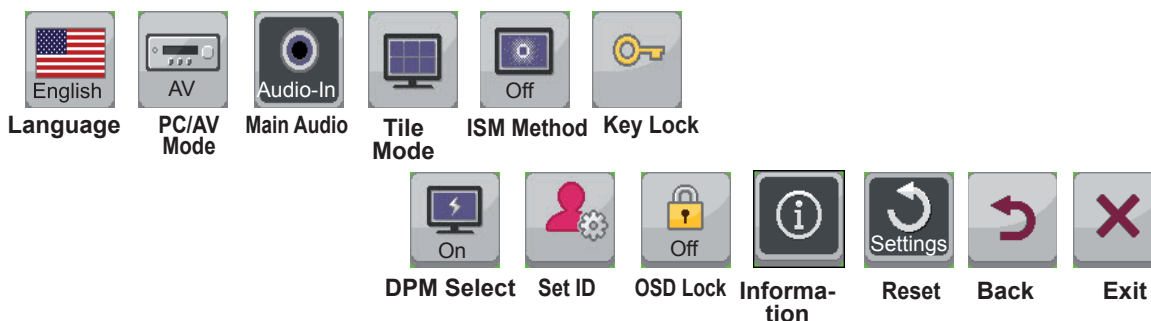 English
AV
Audio-In
Off
Language
PC/AV
Mode
Main Audio
Tile
Mode
ISM Method
Key Lock
On
Off
Settings
DPM Select
Set ID
OSD Lock
Informa-
tion
Reset
Back
Exit